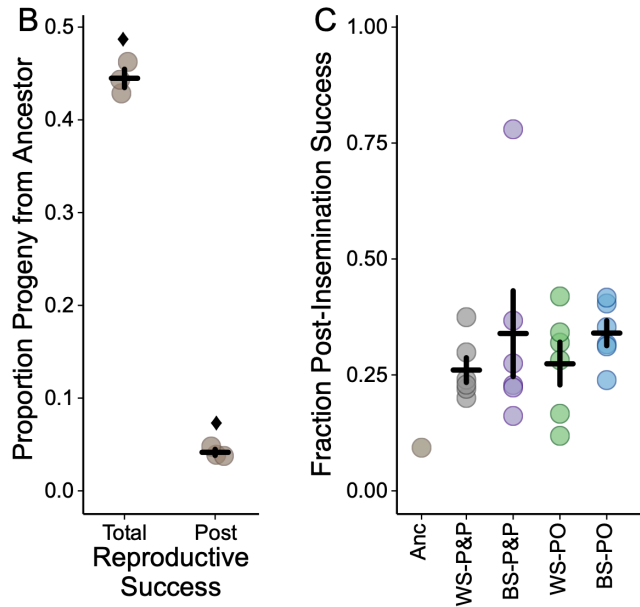 B
Proportion Progeny from Ancestor
0.5
0.4
0.3
0.2
0.1
0.0
Total
Post
Reproductive
Success
C
Fraction Post-Insemination Success
1.00
0.75
0.50
0.25
0.00
Anc
WS-P&P
BS-P&P
WS-PO
BS-PO